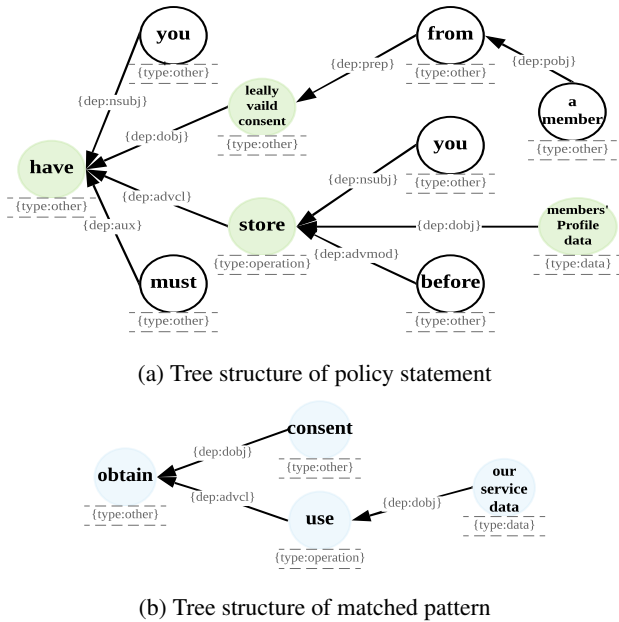 you
{type:other}
from
{type:other}
{dep:prep}
{dep:pobj}
{dep:nsubj}
leally
vaild
consent
{type:other}
a
member
{type:other}
{dep:dobj}
you
{type:other}
have
{type:other}
{dep:advcl}
{dep:nsubj}
store
{type:operation}
{dep:dobj}
members'
Profile
data
{type:data}
{dep:aux}
{dep:advmod}
must
{type:other}
before
{type:other}
(a) Tree structure of policy statement
consent
{type:other}
{dep:dobj}
obtain
{type:other}
{dep:advcl}
use
{type:operation}
{dep:dobj}
our
service
data
{type:data}
(b) Tree structure of matched pattern